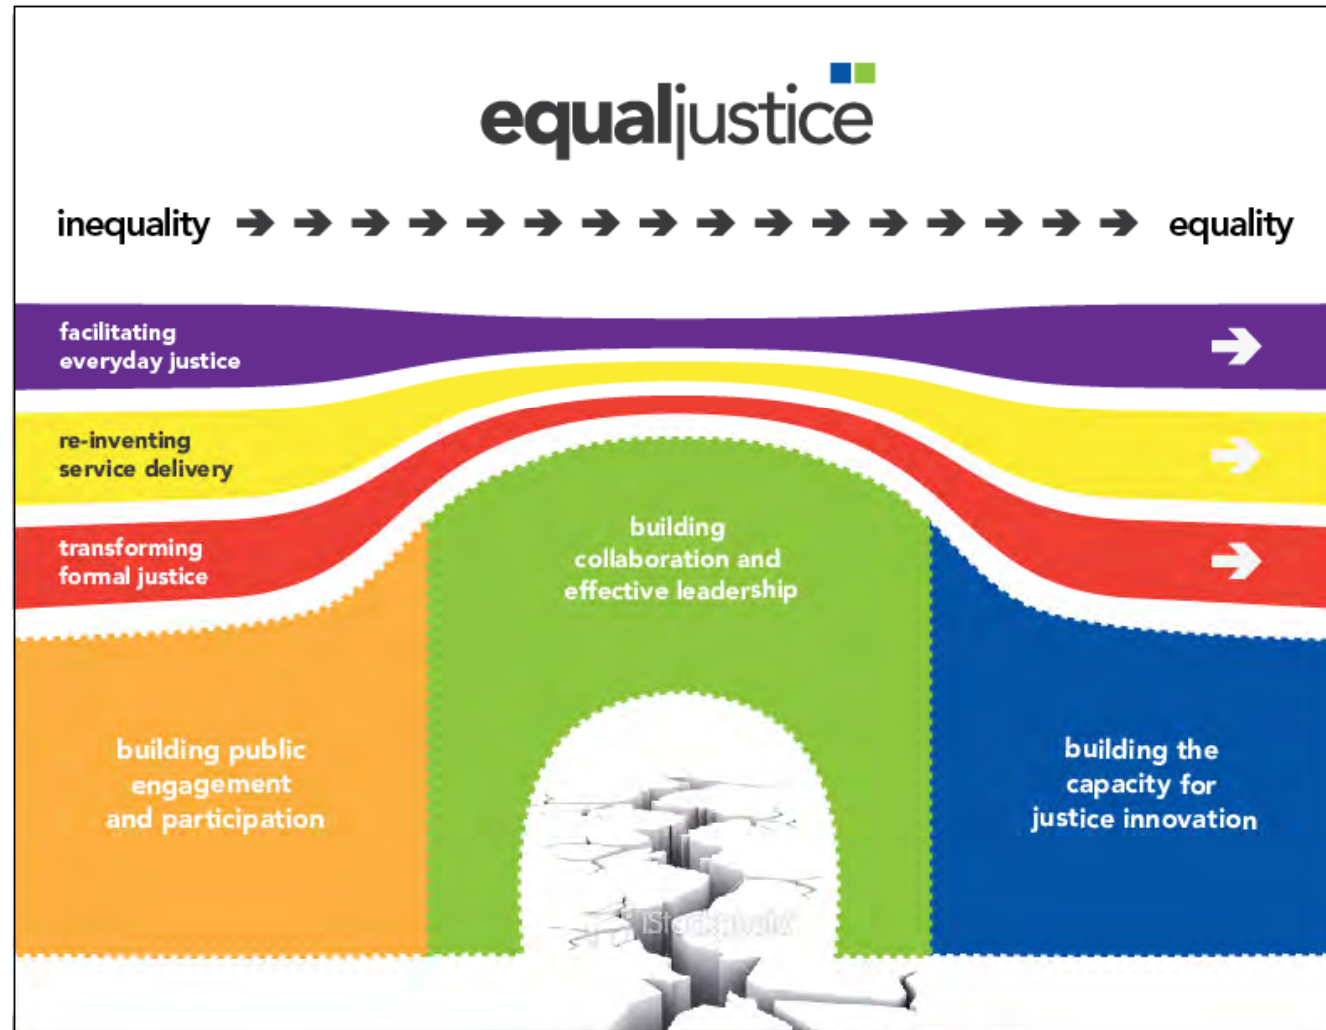 equaljustice
inequality
equality
facilitating
everyday justice
re-inventing
service delivery
transforming
formal justice
building
collaboration and
effective leadership
building public
engagement
and participation
building the
capacity for
justice innovation